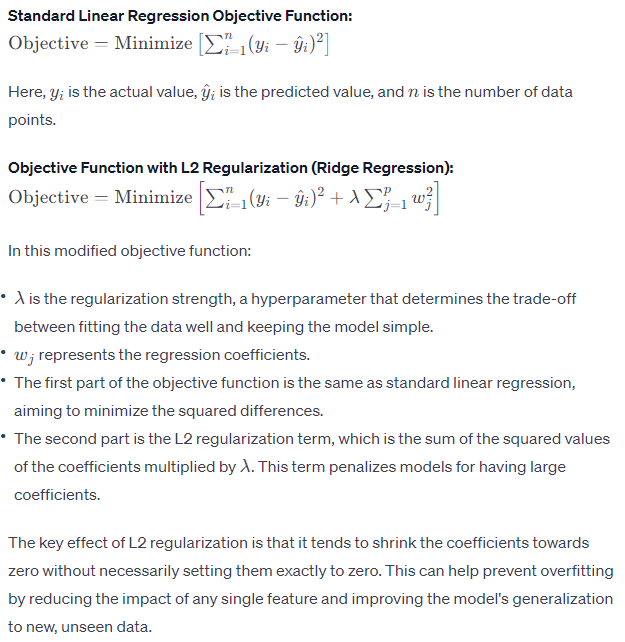 Standard Linear Regression Objective Function:
Objective = Minimize [∑ⁿᵢ₌₁(yᵢ − ŷᵢ)²]
Here, yᵢ is the actual value, ŷᵢ is the predicted value, and n is the number of data
points.
Objective Function with L2 Regularization (Ridge Regression):
Objective = Minimize [∑ⁿᵢ₌₁(yᵢ − ŷᵢ)² + λ∑ᵖⱼ₌₁ wⱼ²]
In this modified objective function:
• λ is the regularization strength, a hyperparameter that determines the trade-off
between fitting the data well and keeping the model simple.
• wⱼ represents the regression coefficients.
• The first part of the objective function is the same as standard linear regression,
aiming to minimize the squared differences.
• The second part is the L2 regularization term, which is the sum of the squared values
of the coefficients multiplied by λ. This term penalizes models for having large
coefficients.
The key effect of L2 regularization is that it tends to shrink the coefficients towards
zero without necessarily setting them exactly to zero. This can help prevent overfitting
by reducing the impact of any single feature and improving the model's generalization
to new, unseen data.